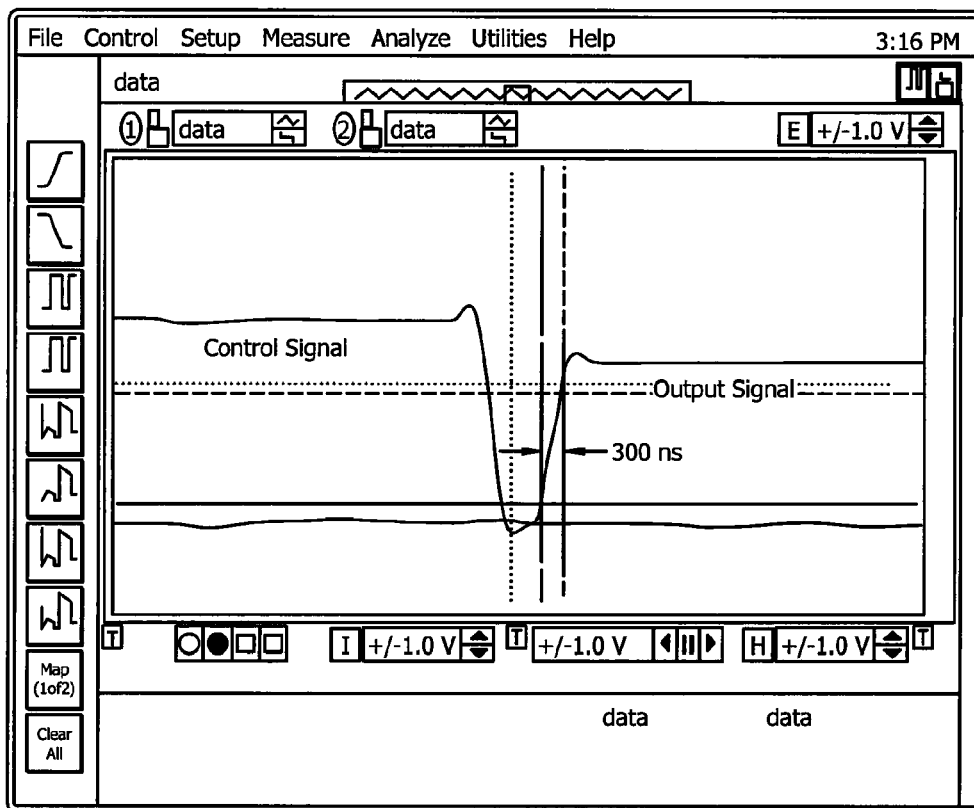 File Control Setup Measure Analyze Utilities Help 3:16 PM
data
1 data 2 data E +/-1.0 V
Control Signal
Output Signal
300 ns
T I +/-1.0 V T +/-1.0 V H +/-1.0 V T
Map
(1of2)
data data
Clear
All